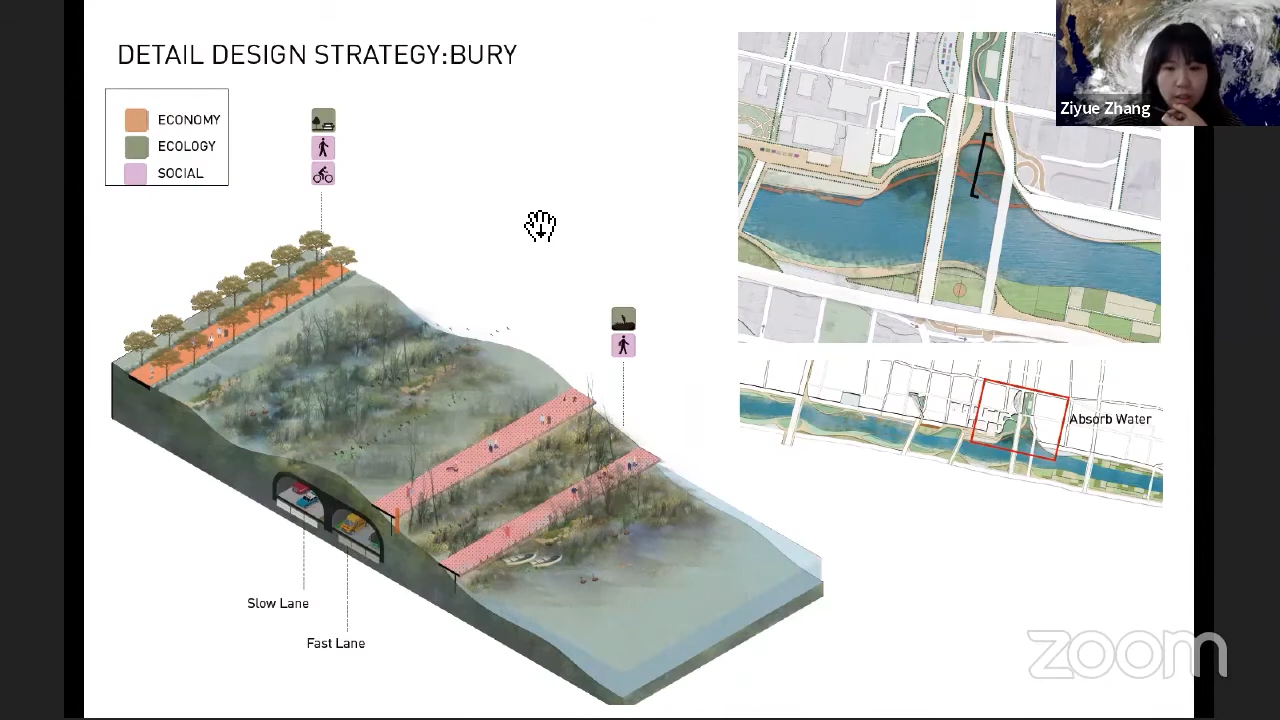 DETAIL DESIGN STRATEGY:BURY
ECONOMY
ECOLOGY
SOCIAL
Ziyue Zhang
Absorb Water
Slow Lane
Fast Lane
zoom